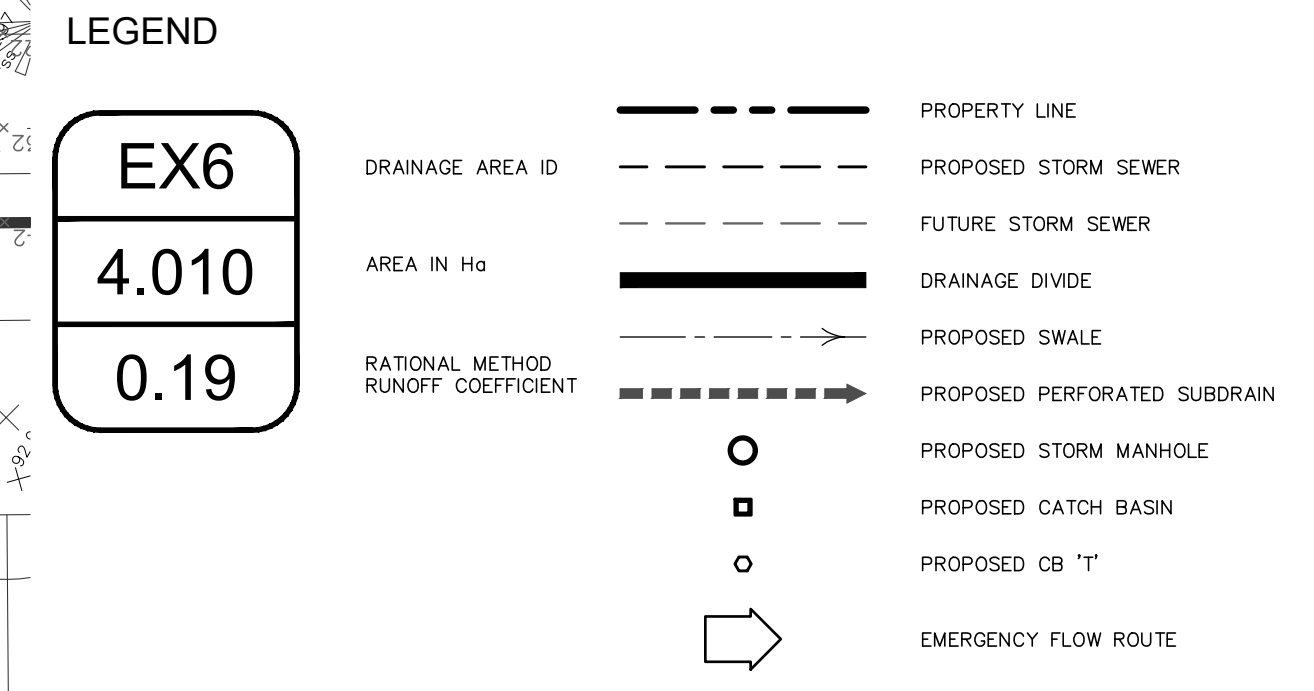 LEGEND
EX6
DRAINAGE AREA ID
4.010
AREA IN Ha
0.19
RATIONAL METHOD
RUNOFF COEFFICIENT
PROPERTY LINE
PROPOSED STORM SEWER
FUTURE STORM SEWER
DRAINAGE DIVIDE
PROPOSED SWALE
PROPOSED PERFORATED SUBDRAIN
PROPOSED STORM MANHOLE
PROPOSED CATCH BASIN
PROPOSED CB 'T'
EMERGENCY FLOW ROUTE